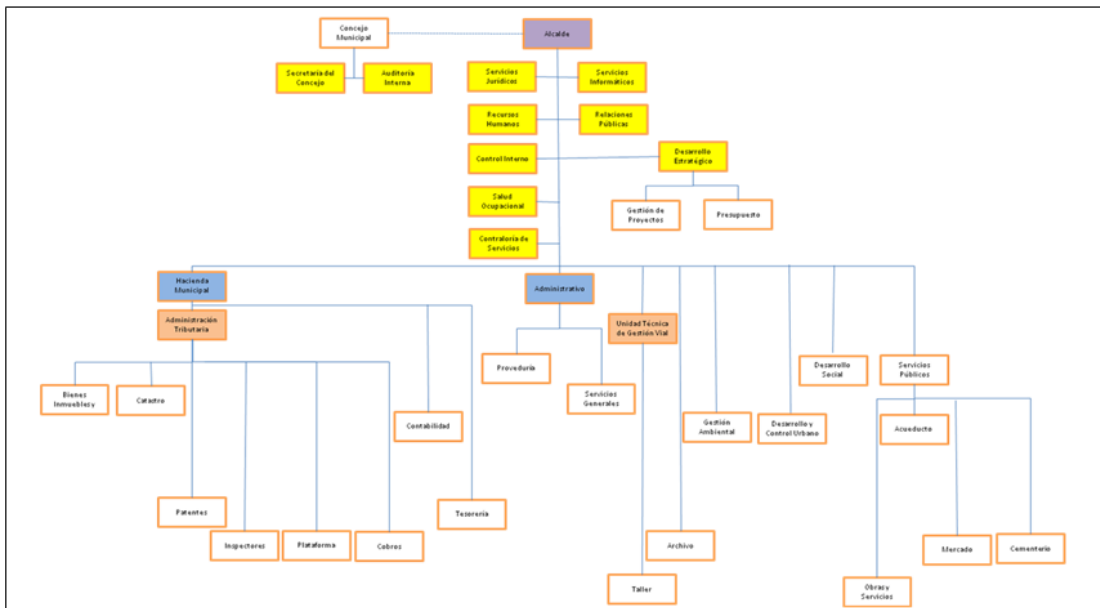 Concejo
Municipal
Alcalde
Secretaría del
Concejo
Auditoría
Interna
Servicios
Jurídicos
Servicios
Informáticos
Recursos
Humanos
Relaciones
Públicas
Control Interno
Desarrollo
Estratégico
Salud
Ocupacional
Gestión de
Proyectos
Presupuesto
Contraloría de
Servicios
Hacienda
Municipal
Administrativo
Administración
Tributaria
Unidad Técnica
de Gestión Vial
Proveduría
Desarrollo
Social
Servicios
Públicos
Bienes
Inmueblesy
Catastro
Servicios
Generales
Contabilidad
Gestión
Ambiental
Desarrollo y
Control Urbano
Acueducto
Patentes
Tesorería
Inspectores
Plataforma
Cobros
Archivo
Mercado
Cementerio
Taller
Obras y
Servicios